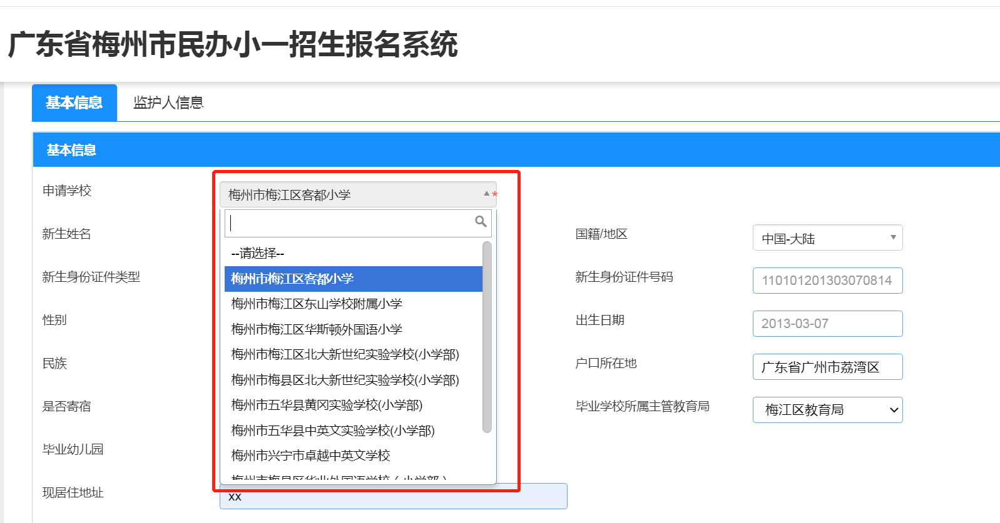 广东省梅州市民办小一招生报名系统
基本信息 监护人信息
基本信息
申请学校 梅州市梅江区客都小学 *
--请选择--
梅州市梅江区客都小学
梅州市梅江区东山学校附属小学
梅州市梅江区华斯顿外国语小学
梅州市梅江区北大新世纪实验学校(小学部)
梅州市梅县区北大新世纪实验学校(小学部)
梅州市五华县黄冈实验学校(小学部)
梅州市五华县中英文实验学校(小学部)
梅州市兴宁市卓越中英文学校
新生姓名 国籍/地区 中国-大陆
新生身份证件类型 新生身份证件号码 110101201303070814
性别 出生日期 2013-03-07
民族 户口所在地 广东省广州市荔湾区
是否寄宿 毕业学校所属主管教育局 梅江区教育局
毕业幼儿园
现居住地址 xx